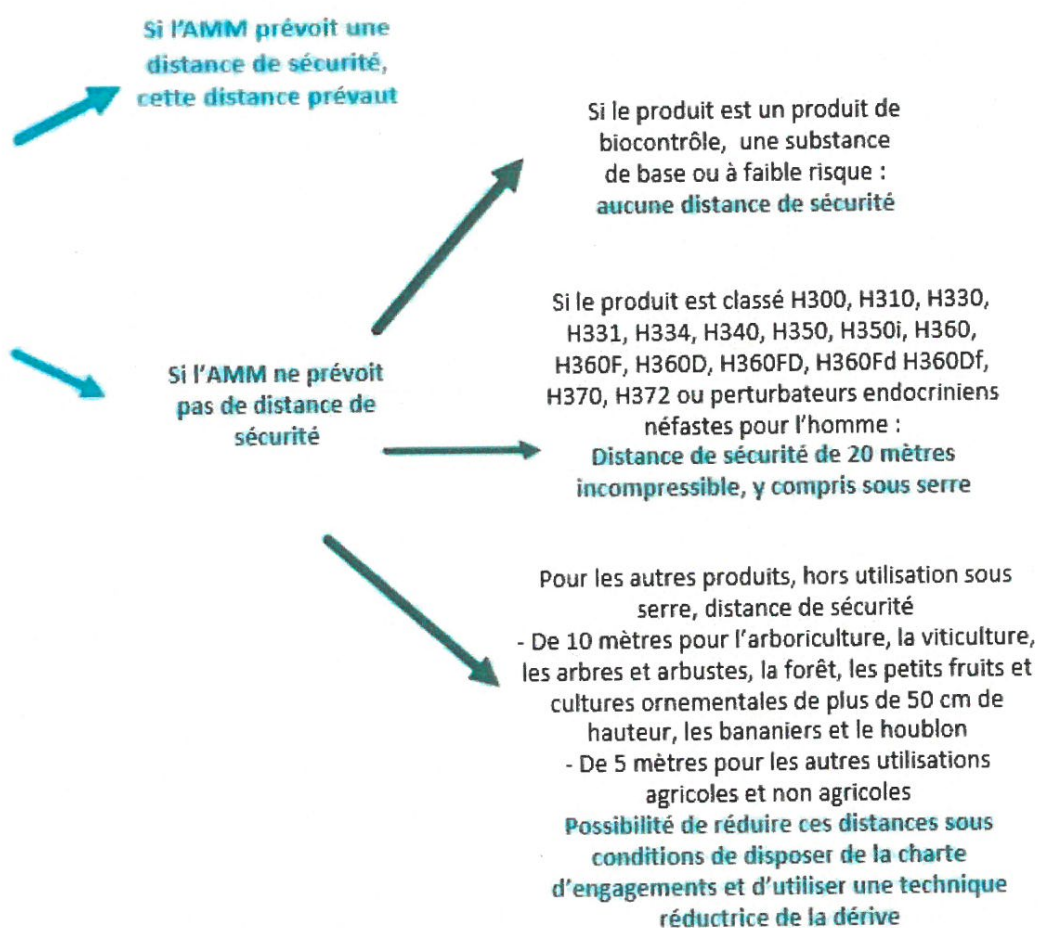 Si l'AMM prévoit une
distance de sécurité,
cette distance prévaut
Si le produit est un produit de
biocontrôle, une substance
de base ou à faible risque :
aucune distance de sécurité
Si l'AMM ne prévoit
pas de distance de
sécurité
Si le produit est classé H300, H310, H330,
H331, H334, H340, H350, H350i, H360,
H360F, H360D, H360FD, H360Fd H360Df,
H370, H372 ou perturbateurs endocriniens
néfastes pour l'homme :
Distance de sécurité de 20 mètres
incompressible, y compris sous serre
Pour les autres produits, hors utilisation sous
serre, distance de sécurité
- De 10 mètres pour l'arboriculture, la viticulture,
les arbres et arbustes, la forêt, les petits fruits et
cultures ornementales de plus de 50 cm de
hauteur, les bananiers et le houblon
- De 5 mètres pour les autres utilisations
agricoles et non agricoles
Possibilité de réduire ces distances sous
conditions de disposer de la charte
d'engagements et d'utiliser une technique
réductrice de la dérive